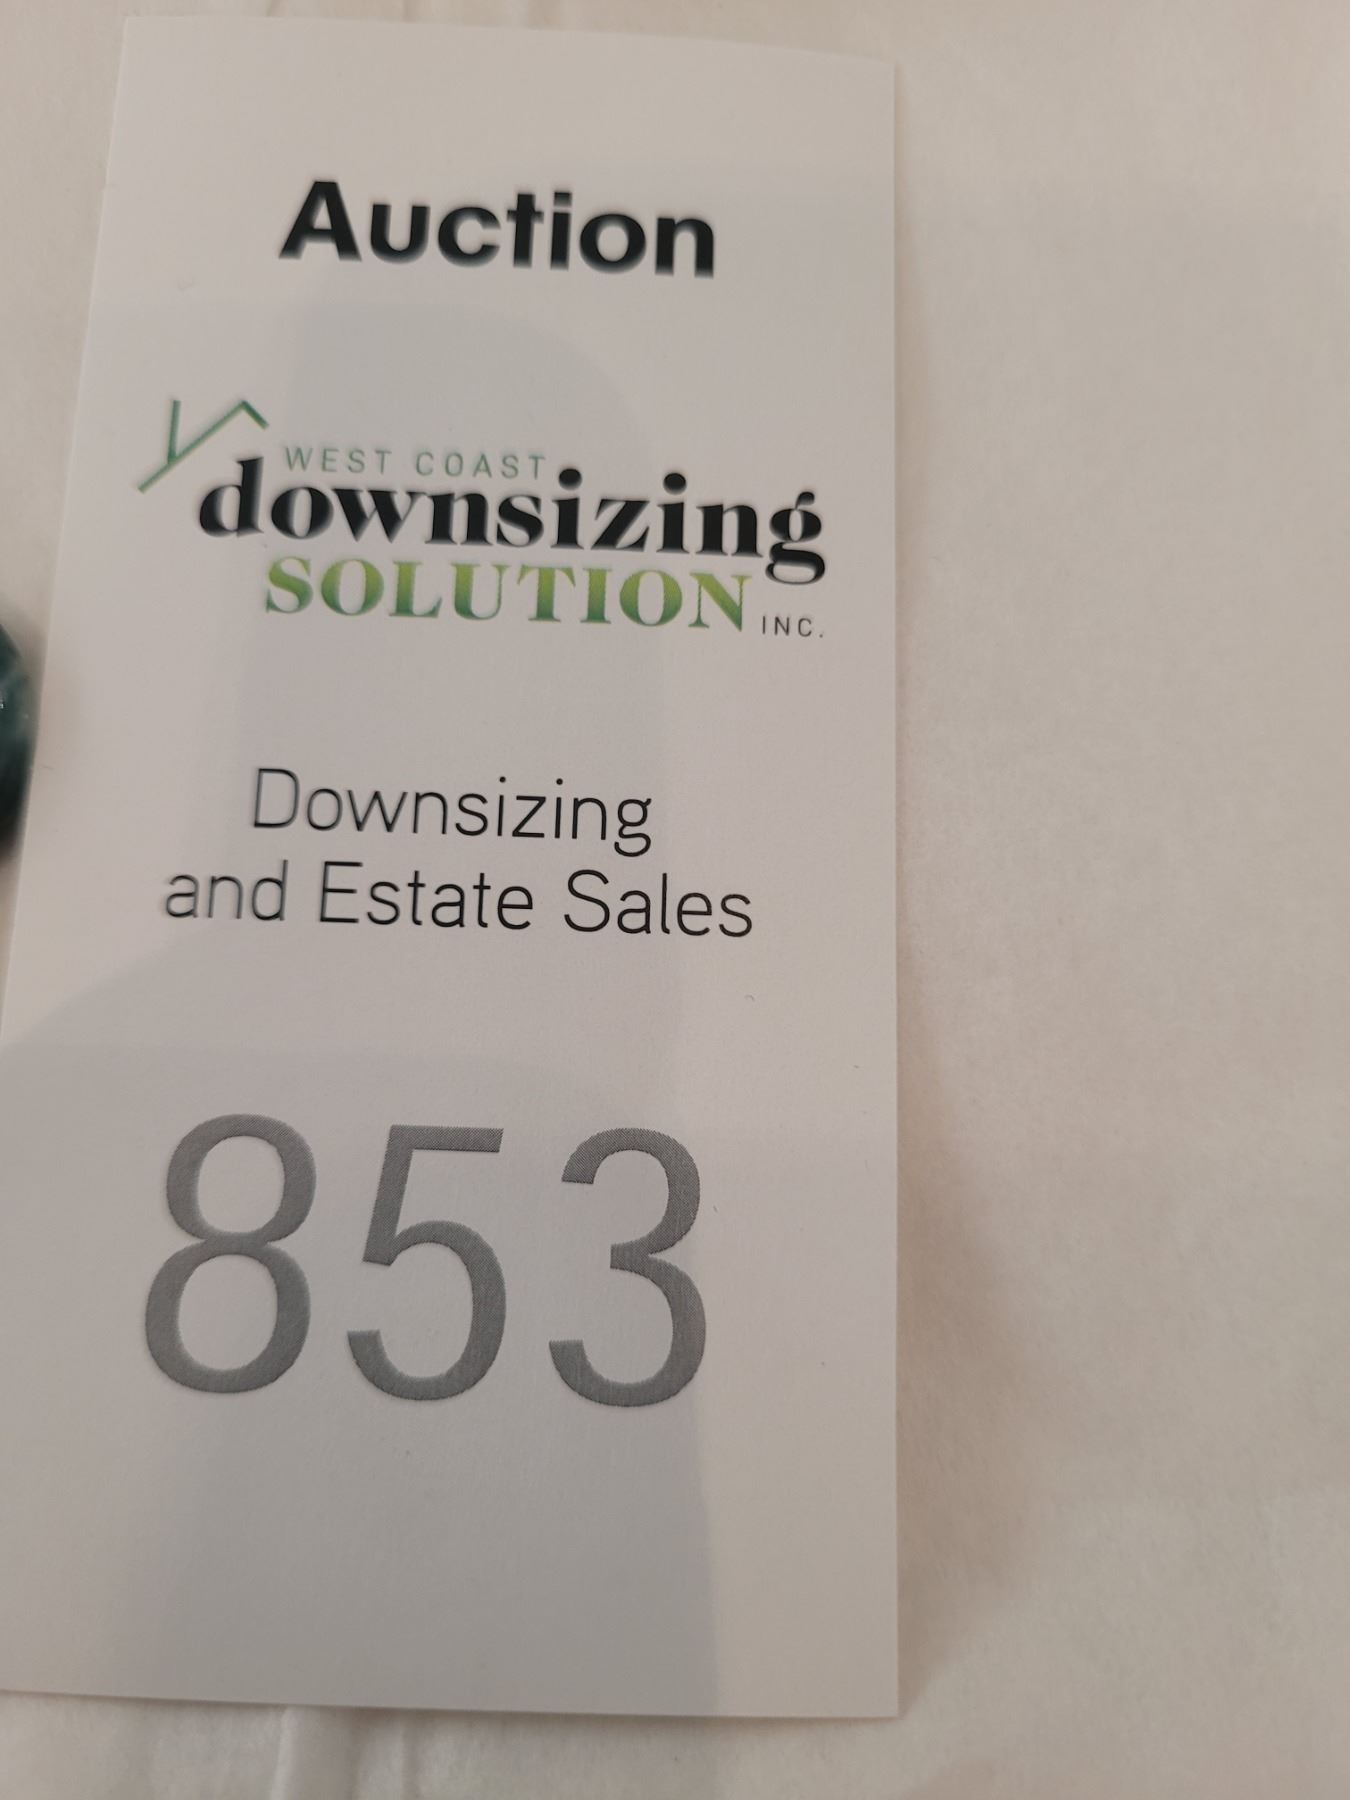 Auction
WEST COAST
downsizing
SOLUTION INC.
Downsizing
and Estate Sales
853